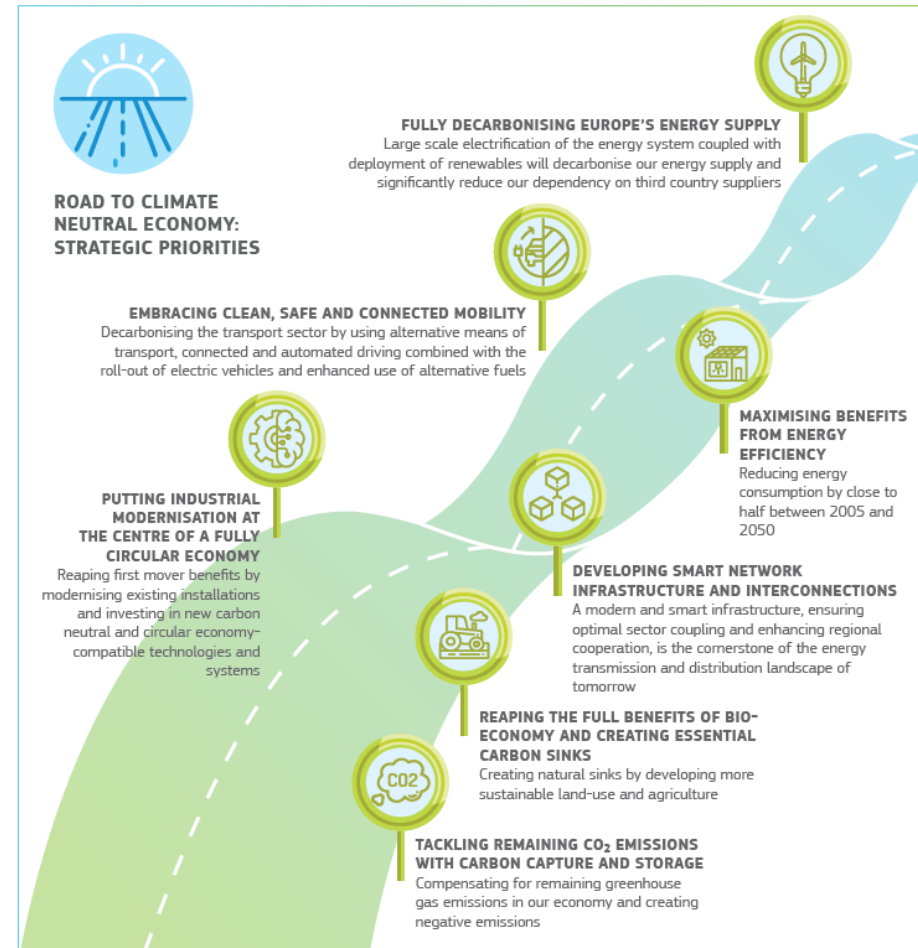 ROAD TO CLIMATE
NEUTRAL ECONOMY:
STRATEGIC PRIORITIES
FULLY DECARBONISING EUROPE'S ENERGY SUPPLY
Large scale electrification of the energy system coupled with
deployment of renewables will decarbonise our energy supply and
significantly reduce our dependency on third country suppliers
EMBRACING CLEAN, SAFE AND CONNECTED MOBILITY
Decarbonising the transport sector by using alternative means of
transport, connected and automated driving combined with the
roll-out of electric vehicles and enhanced use of alternative fuels
MAXIMISING BENEFITS
FROM ENERGY
EFFICIENCY
Reducing energy
consumption by close to
half between 2005 and
2050
PUTTING INDUSTRIAL
MODERNISATION AT
THE CENTRE OF A FULLY
CIRCULAR ECONOMY
Reaping first mover benefits by
modernising existing installations
and investing in new carbon
neutral and circular economy-
compatible technologies and
systems
DEVELOPING SMART NETWORK
INFRASTRUCTURE AND INTERCONNECTIONS
A modern and smart infrastructure, ensuring
optimal sector coupling and enhancing regional
cooperation, is the cornerstone of the energy
transmission and distribution landscape of
tomorrow
REAPING THE FULL BENEFITS OF BIO-
ECONOMY AND CREATING ESSENTIAL
CARBON SINKS
Creating natural sinks by developing more
sustainable land-use and agriculture
CO2
TACKLING REMAINING CO₂ EMISSIONS
WITH CARBON CAPTURE AND STORAGE
Compensating for remaining greenhouse
gas emissions in our economy and creating
negative emissions